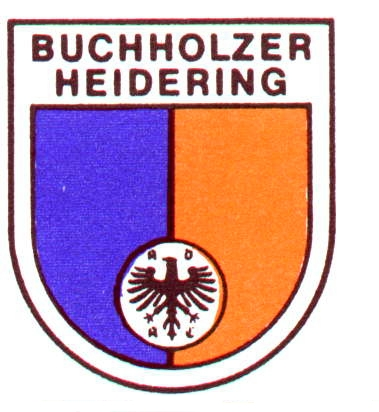 BUCHHOLZER
HEIDERING
A D
A C